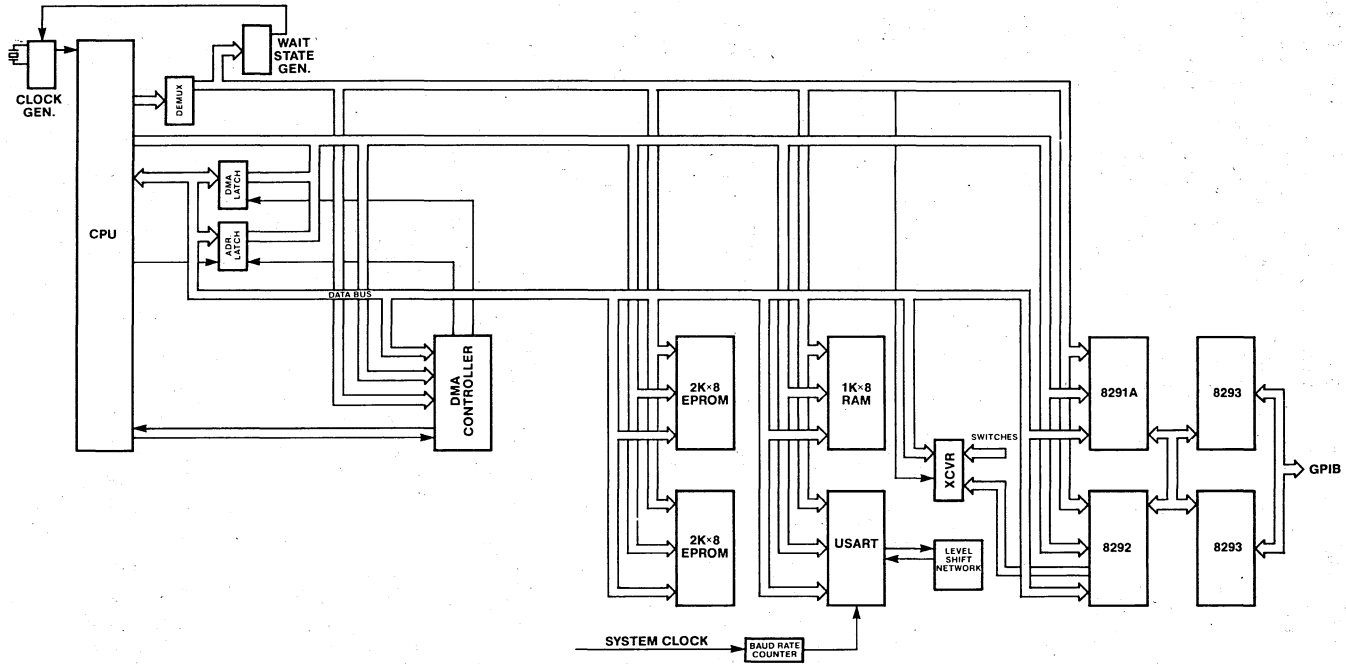 WAIT
STATE
GEN.
CLOCK
GEN.
DEMUX
DMA
LATCH
CPU
ADR
LATCH
DATA BUS
DMA
CONTROLLER
2K×8
EPROM
1K×8
RAM
8291A
8293
SWITCHES
XCVR
GPIB
2K×8
EPROM
USART
LEVEL
SHIFT
NETWORK
8292
8293
SYSTEM CLOCK
BAUD RATE
COUNTER